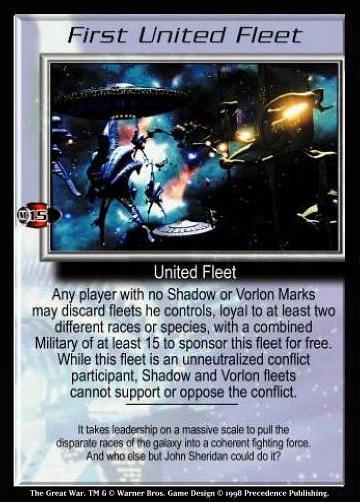 First United Fleet
M 15
United Fleet
Any player with no Shadow or Vorlon Marks
may discard fleets he controls, loyal to at least two
different races or species, with a combined
Military of at least 15 to sponsor this fleet for free.
While this fleet is an unneutralized conflict
participant, Shadow and Vorlon fleets
cannot support or oppose the conflict.
It takes leadership on a massive scale to pull the
disparate races of the galaxy into a coherent fighting force.
And who else but John Sheridan could do it?
The Great War. TM & © Warner Bros. Game Design © 1998 Precedence Publishing.